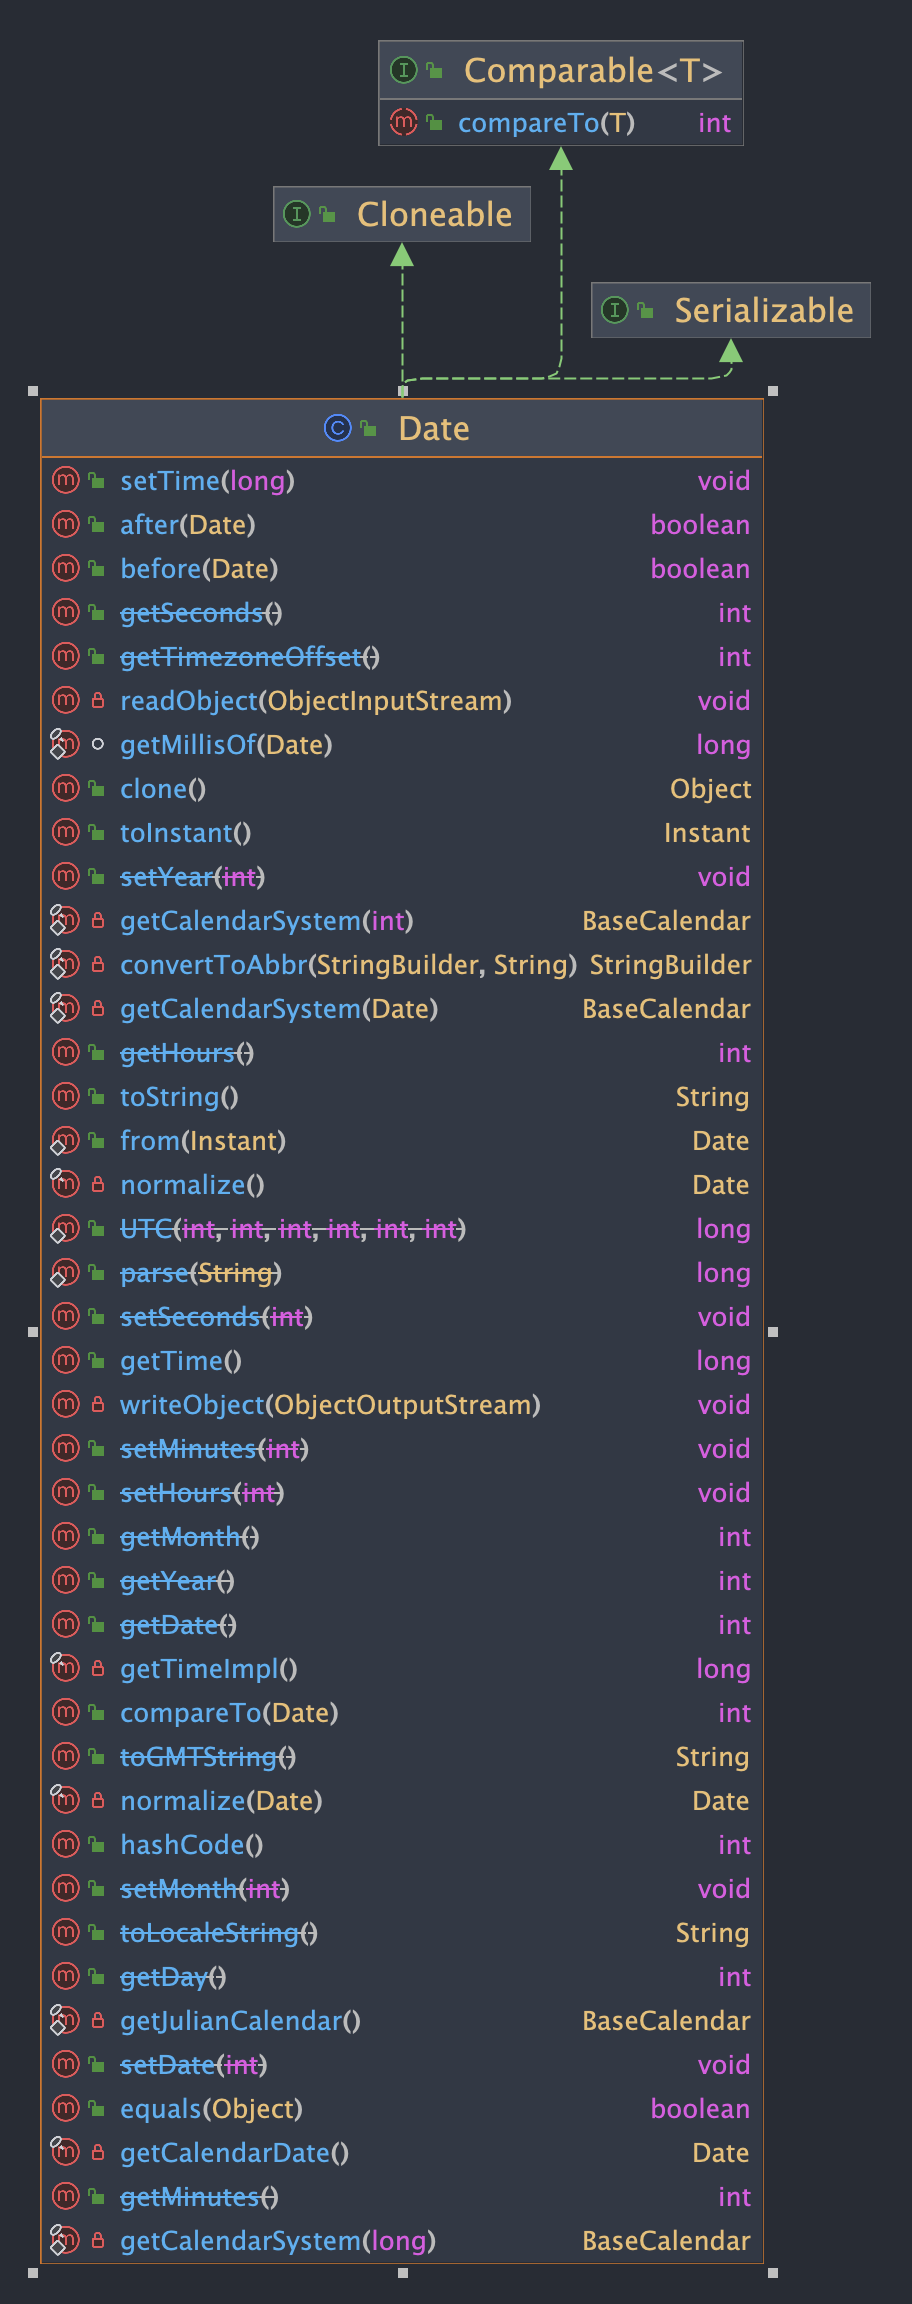 Comparable<T>
compareTo(T) int
Cloneable
Serializable
Date
setTime(long) void
after(Date) boolean
before(Date) boolean
getSeconds() int
getTimezoneOffset() int
readObject(ObjectInputStream) void
getMillisOf(Date) long
clone() Object
toInstant() Instant
setYear(int) void
getCalendarSystem(int) BaseCalendar
convertToAbbr(StringBuilder, String) StringBuilder
getCalendarSystem(Date) BaseCalendar
getHours() int
toString() String
from(Instant) Date
normalize() Date
UTC(int, int, int, int, int, int) long
parse(String) long
setSeconds(int) void
getTime() long
writeObject(ObjectOutputStream) void
setMinutes(int) void
setHours(int) void
getMonth() int
getYear() int
getDate() int
getTimeImpl() long
compareTo(Date) int
toGMTString() String
normalize(Date) Date
hashCode() int
setMonth(int) void
toLocaleString() String
getDay() int
getJulianCalendar() BaseCalendar
setDate(int) void
equals(Object) boolean
getCalendarDate() Date
getMinutes() int
getCalendarSystem(long) BaseCalendar